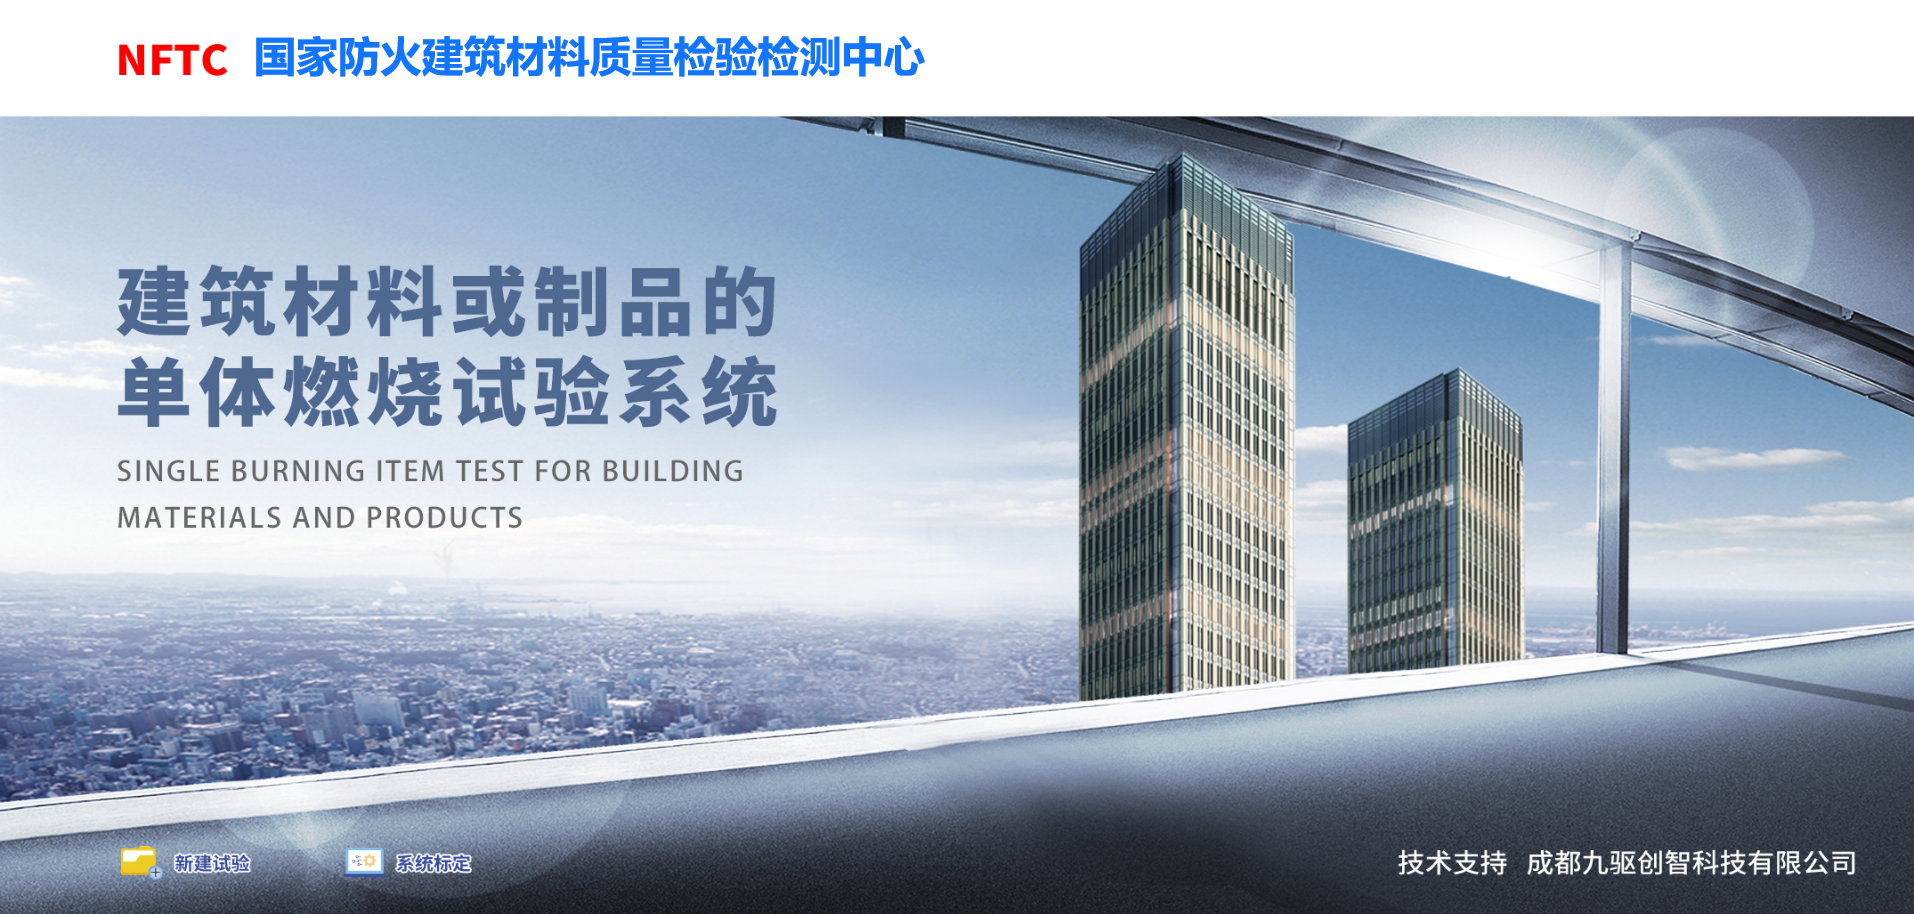 NFTC 国家防火建筑材料质量检验检测中心
建筑材料或制品的
单体燃烧试验系统
SINGLE BURNING ITEM TEST FOR BUILDING
MATERIALS AND PRODUCTS
新建试验 系统标定
技术支持 成都九驱创智科技有限公司